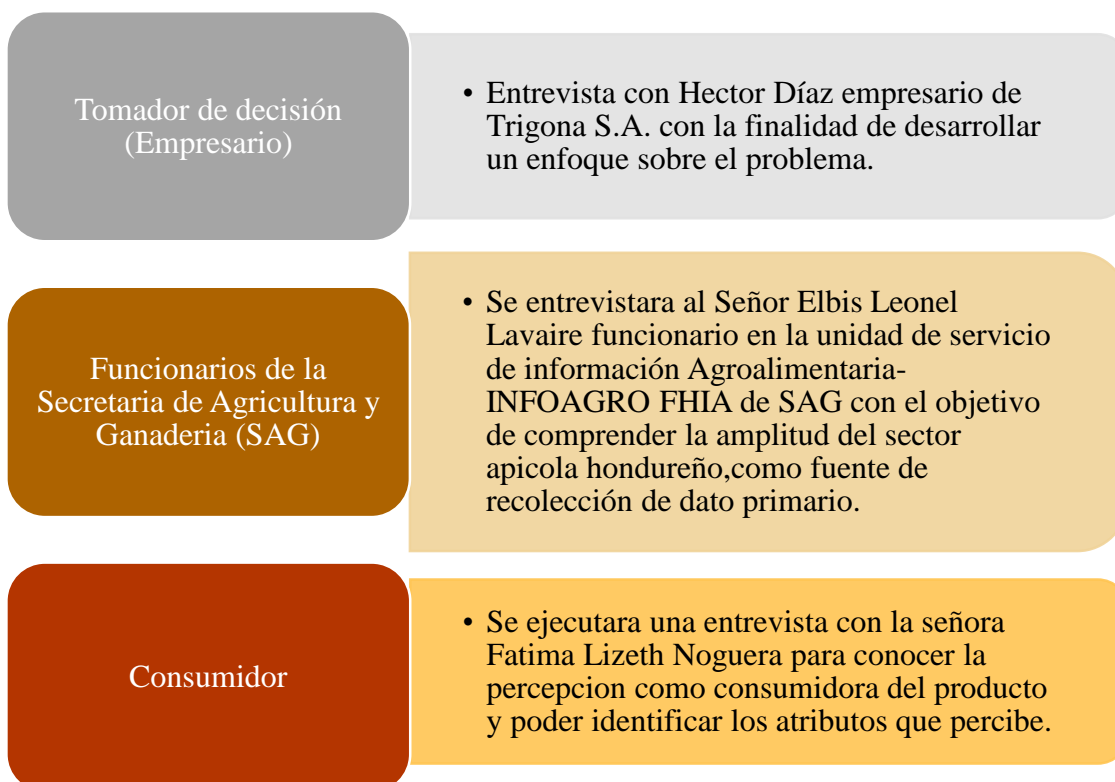 Tomador de decisión
(Empresario)
• Entrevista con Hector Díaz empresario de
Trigona S.A. con la finalidad de desarrollar
un enfoque sobre el problema.
Funcionarios de la
Secretaria de Agricultura y
Ganaderia (SAG)
• Se entrevistara al Señor Elbis Leonel
Lavaire funcionario en la unidad de servicio
de información Agroalimentaria-
INFOAGRO FHIA de SAG con el objetivo
de comprender la amplitud del sector
apicola hondureño,como fuente de
recolección de dato primario.
Consumidor
• Se ejecutara una entrevista con la señora
Fatima Lizeth Noguera para conocer la
percepcion como consumidora del producto
y poder identificar los atributos que percibe.